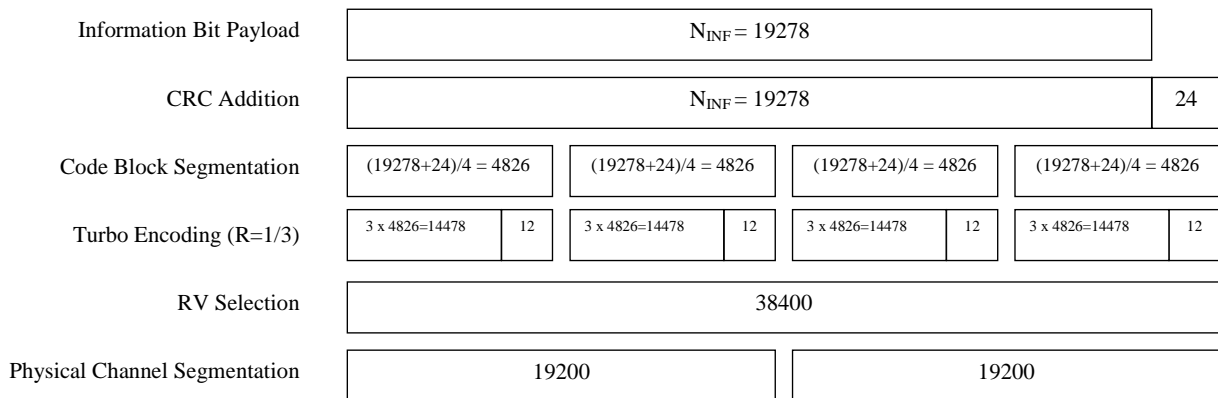 Information Bit Payload
N_INF = 19278
CRC Addition
N_INF = 19278
24
Code Block Segmentation
(19278+24)/4 = 4826
(19278+24)/4 = 4826
(19278+24)/4 = 4826
(19278+24)/4 = 4826
Turbo Encoding (R=1/3)
3 x 4826=14478
12
3 x 4826=14478
12
3 x 4826=14478
12
3 x 4826=14478
12
RV Selection
38400
Physical Channel Segmentation
19200
19200